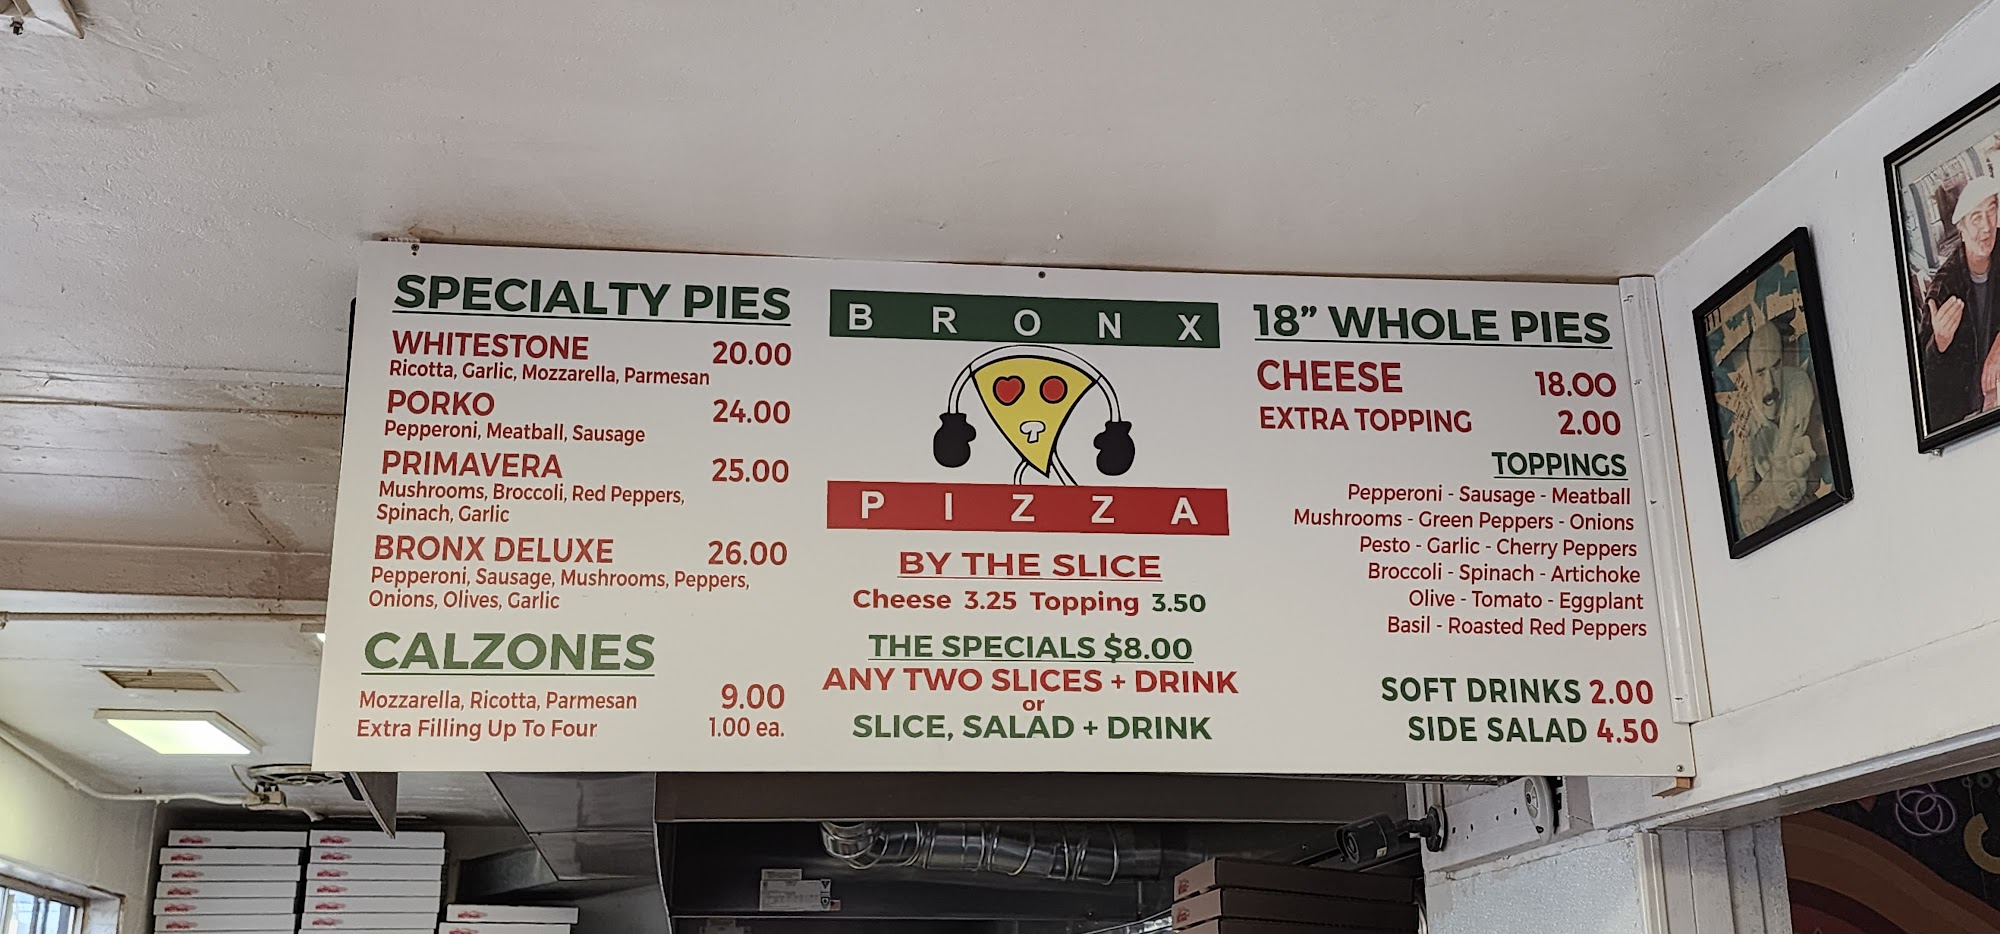 SPECIALTY PIES
WHITESTONE 20.00
Ricotta, Garlic, Mozzarella, Parmesan
PORKO 24.00
Pepperoni, Meatball, Sausage
PRIMAVERA 25.00
Mushrooms, Broccoli, Red Peppers,
Spinach, Garlic
BRONX DELUXE 26.00
Pepperoni, Sausage, Mushrooms, Peppers,
Onions, Olives, Garlic
CALZONES
Mozzarella, Ricotta, Parmesan 9.00
Extra Filling Up To Four 1.00 ea.
BRONX
PIZZA
BY THE SLICE
Cheese 3.25 Topping 3.50
THE SPECIALS $8.00
ANY TWO SLICES + DRINK
or
SLICE, SALAD + DRINK
18” WHOLE PIES
CHEESE 18.00
EXTRA TOPPING 2.00
TOPPINGS
Pepperoni - Sausage - Meatball
Mushrooms - Green Peppers - Onions
Pesto - Garlic - Cherry Peppers
Broccoli - Spinach - Artichoke
Olive - Tomato - Eggplant
Basil - Roasted Red Peppers
SOFT DRINKS 2.00
SIDE SALAD 4.50